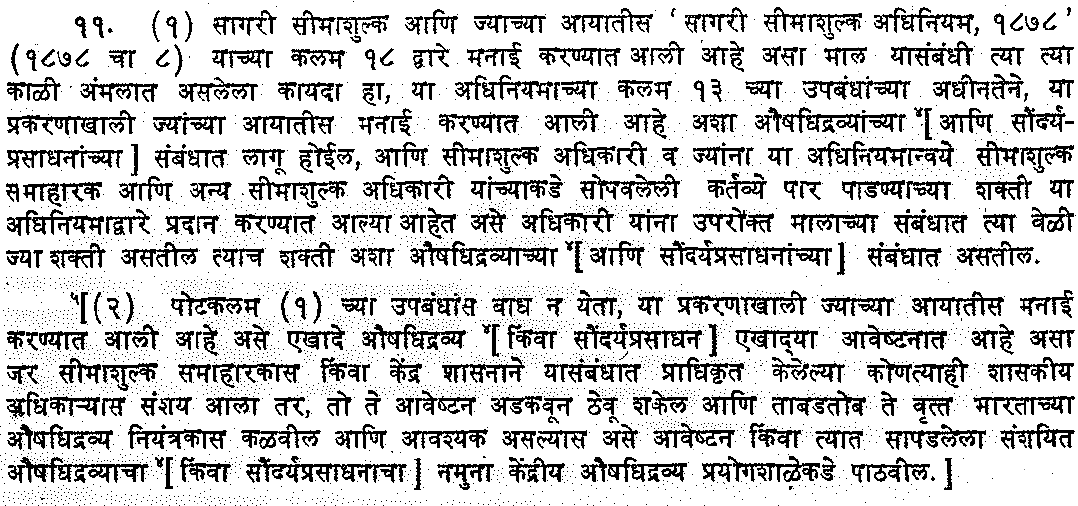 ११. (१) सागरी सीमाशुल्क आणि ज्याच्या आयातीस ‘ सागरी सीमाशुल्क अधिनियम, १८७८ ’
(१८७८ चा ८) याच्या कलम १८ द्वारे मनाई करण्यात आली आहे असा माल यासंबंधी त्या त्या
काळी अंमलात असलेला कायदा हा, या अधिनियमाच्या कलम १३ च्या उपबंधांच्या अधीनतेने, या
प्रकरणाखाली ज्यांच्या आयातीस मनाई करण्यात आली आहे अशा औषधिद्रव्यांच्या ४[ आणि सौंदर्य-
प्रसाधनांच्या ] संबंधात लागू होईल, आणि सीमाशुल्क अधिकारी व ज्यांना या अधिनियमान्वये सीमाशुल्क
समाहारक आणि अन्य सीमाशुल्क अधिकारी यांच्याकडे सोपवलेली कर्तव्ये पार पाडण्याच्या शक्ती या
अधिनियमाद्वारे प्रदान करण्यात आल्या आहेत असे अधिकारी यांना उपरोक्त मालाच्या संबंधात त्या वेळी
ज्या शक्ती असतील त्याच शक्ती अशा औषधिद्रव्याच्या ४[ आणि सौंदर्यप्रसाधनांच्या ] संबंधात असतील.
५[(२) पोटकलम (१) च्या उपबंधांस बाध न येता, या प्रकरणाखाली ज्याच्या आयातीस मनाई
करण्यात आली आहे असे एखादे औषधिद्रव्य ४[ किंवा सौंदर्यप्रसाधन ] एखाद्या आवेष्टनात आहे असा
जर सीमाशुल्क समाहारकास किंवा केंद्र शासनाने यासंबंधात प्राधिकृत केलेल्या कोणत्याही शासकीय
अधिकाऱ्यास संशय आला तर, तो ते आवेष्टन अडकवून ठेवू शकेल आणि ताबडतोब ते वृत्त भारताच्या
औषधिद्रव्य नियंत्रकास कळवील आणि आवश्यक असल्यास असे आवेष्टन किंवा त्यात सापडलेला संशयित
औषधिद्रव्याचा ४[ किंवा सौंदर्यप्रसाधनाचा ] नमुना केंद्रीय औषधिद्रव्य प्रयोगशाळेकडे पाठवील. ]